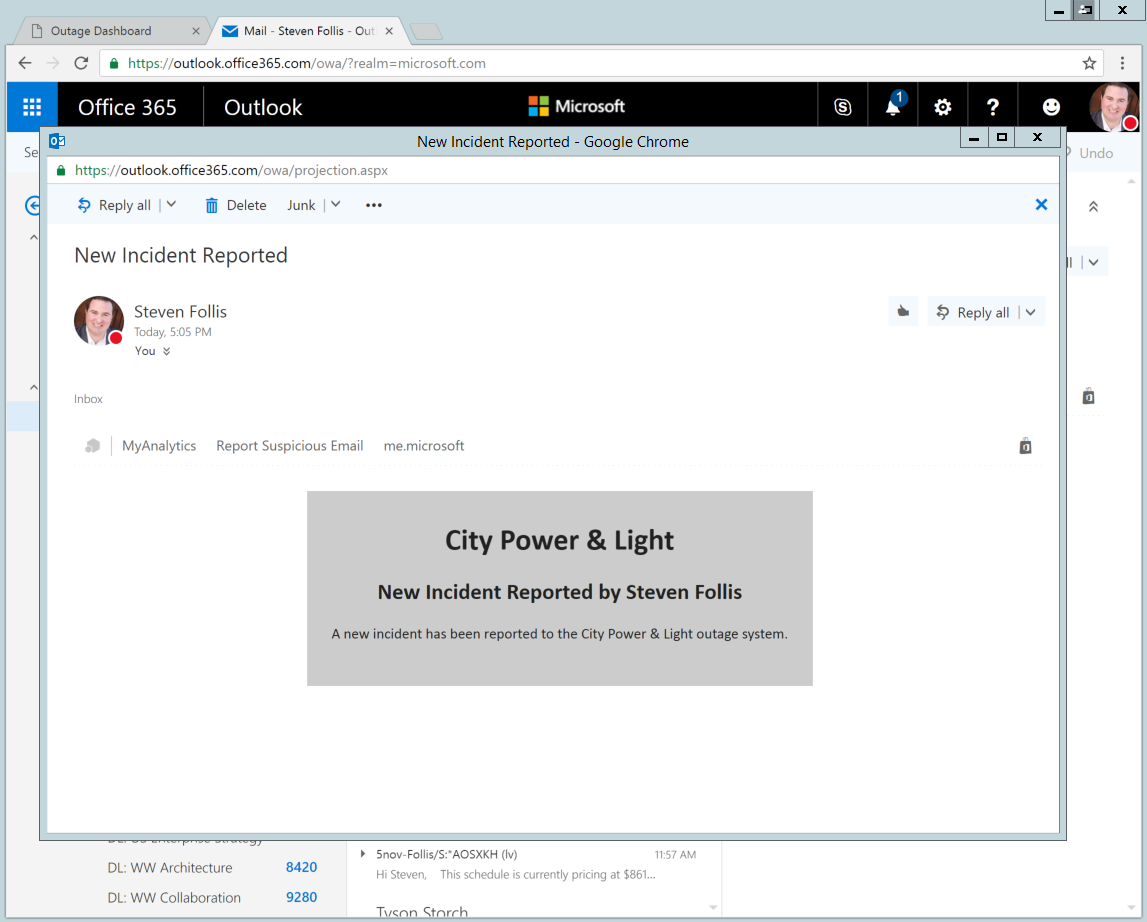 Outage Dashboard
Mail - Steven Follis - Out
https://outlook.office365.com/owa/?realm=microsoft.com
Office 365
Outlook
Microsoft
1
?
New Incident Reported - Google Chrome
Se
Undo
https://outlook.office365.com/owa/projection.aspx
Reply all
Delete
Junk
New Incident Reported
ll
Steven Follis
Today, 5:05 PM
You
Reply all
Inbox
MyAnalytics
Report Suspicious Email
me.microsoft
City Power & Light
New Incident Reported by Steven Follis
A new incident has been reported to the City Power & Light outage system.
DL: US Enterprise Strategy
5nov-Follis/S:*AOSXKH (lv)
11:57 AM
DL: WW Architecture
8420
Hi Steven, This schedule is currently pricing at $861...
DL: WW Collaboration
9280
Tyson Storch